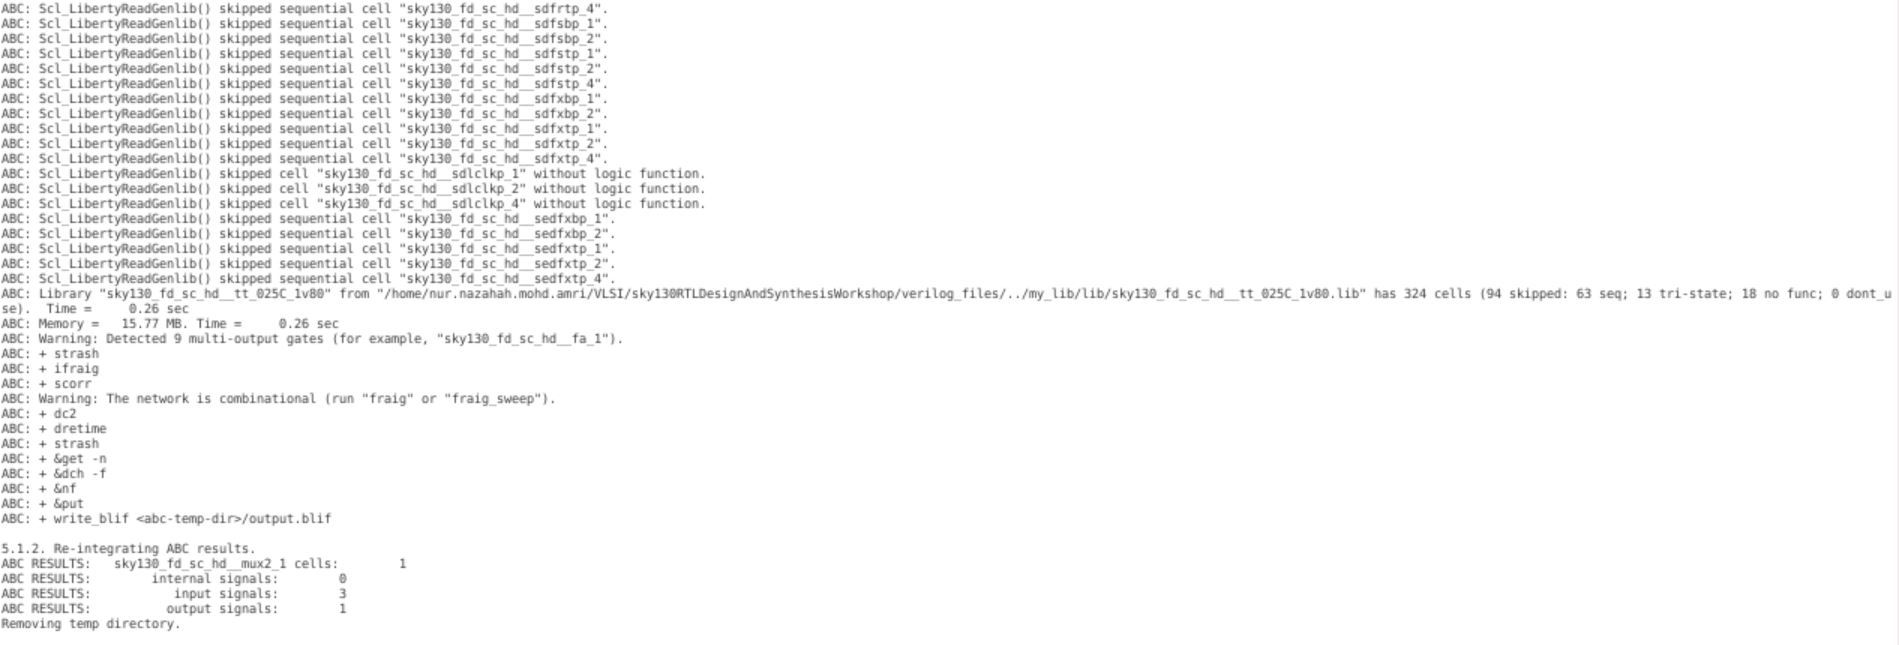 ABC: Scl_LibertyReadGenlib() skipped sequential cell "sky130_fd_sc_hd__sdfrtp_4".
ABC: Scl_LibertyReadGenlib() skipped sequential cell "sky130_fd_sc_hd__sdfsbp_1".
ABC: Scl_LibertyReadGenlib() skipped sequential cell "sky130_fd_sc_hd__sdfsbp_2".
ABC: Scl_LibertyReadGenlib() skipped sequential cell "sky130_fd_sc_hd__sdfstp_1".
ABC: Scl_LibertyReadGenlib() skipped sequential cell "sky130_fd_sc_hd__sdfstp_2".
ABC: Scl_LibertyReadGenlib() skipped sequential cell "sky130_fd_sc_hd__sdfstp_4".
ABC: Scl_LibertyReadGenlib() skipped sequential cell "sky130_fd_sc_hd__sdfxbp_1".
ABC: Scl_LibertyReadGenlib() skipped sequential cell "sky130_fd_sc_hd__sdfxbp_2".
ABC: Scl_LibertyReadGenlib() skipped sequential cell "sky130_fd_sc_hd__sdfxtp_1".
ABC: Scl_LibertyReadGenlib() skipped sequential cell "sky130_fd_sc_hd__sdfxtp_2".
ABC: Scl_LibertyReadGenlib() skipped sequential cell "sky130_fd_sc_hd__sdfxtp_4".
ABC: Scl_LibertyReadGenlib() skipped cell "sky130_fd_sc_hd__sdlclkp_1" without logic function.
ABC: Scl_LibertyReadGenlib() skipped cell "sky130_fd_sc_hd__sdlclkp_2" without logic function.
ABC: Scl_LibertyReadGenlib() skipped cell "sky130_fd_sc_hd__sdlclkp_4" without logic function.
ABC: Scl_LibertyReadGenlib() skipped sequential cell "sky130_fd_sc_hd__sedfxbp_1".
ABC: Scl_LibertyReadGenlib() skipped sequential cell "sky130_fd_sc_hd__sedfxbp_2".
ABC: Scl_LibertyReadGenlib() skipped sequential cell "sky130_fd_sc_hd__sedfxtp_1".
ABC: Scl_LibertyReadGenlib() skipped sequential cell "sky130_fd_sc_hd__sedfxtp_2".
ABC: Scl_LibertyReadGenlib() skipped sequential cell "sky130_fd_sc_hd__sedfxtp_4".
ABC: Library "sky130_fd_sc_hd__tt_025C_1v80" from "/home/nur.nazahah.mohd.amri/VLSI/sky130RTLDesignAndSynthesisWorkshop/verilog_files/../my_lib/lib/sky130_fd_sc_hd__tt_025C_1v80.lib" has 324 cells (94 skipped: 63 seq; 13 tri-state; 18 no func; 0 dont_u
se).  Time =     0.26 sec
ABC: Memory =   15.77 MB. Time =     0.26 sec
ABC: Warning: Detected 9 multi-output gates (for example, "sky130_fd_sc_hd__fa_1").
ABC: + strash
ABC: + ifraig
ABC: + scorr
ABC: Warning: The network is combinational (run "fraig" or "fraig_sweep").
ABC: + dc2
ABC: + dretime
ABC: + strash
ABC: + &get -n
ABC: + &dch -f
ABC: + &nf
ABC: + &put
ABC: + write_blif <abc-temp-dir>/output.blif
5.1.2. Re-integrating ABC results.
ABC RESULTS:   sky130_fd_sc_hd__mux2_1 cells:        1
ABC RESULTS:        internal signals:        0
ABC RESULTS:           input signals:        3
ABC RESULTS:          output signals:        1
Removing temp directory.